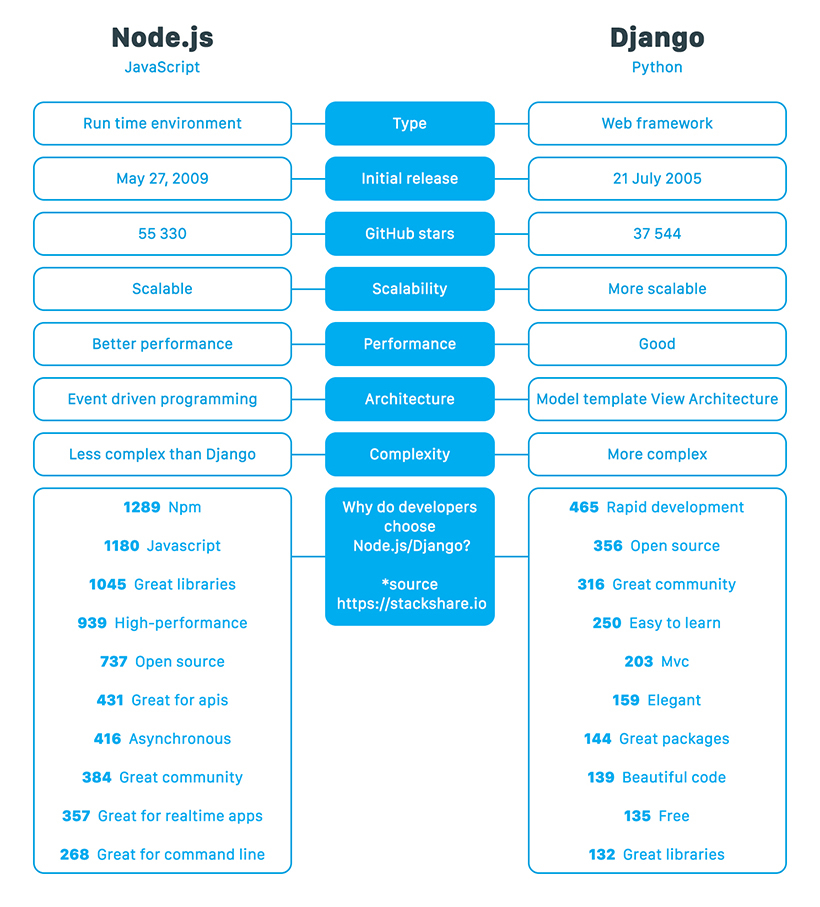 Node.js
JavaScript
Django
Python
Run time environment
Type
Web framework
May 27, 2009
Initial release
21 July 2005
55 330
GitHub stars
37 544
Scalable
Scalability
More scalable
Better performance
Performance
Good
Event driven programming
Architecture
Model template View Architecture
Less complex than Django
Complexity
More complex
1289 Npm
1180 Javascript
1045 Great libraries
939 High-performance
737 Open source
431 Great for apis
416 Asynchronous
384 Great community
357 Great for realtime apps
268 Great for command line
Why do developers
choose
Node.js/Django?
*source
https://stackshare.io
465 Rapid development
356 Open source
316 Great community
250 Easy to learn
203 Mvc
159 Elegant
144 Great packages
139 Beautiful code
135 Free
132 Great libraries